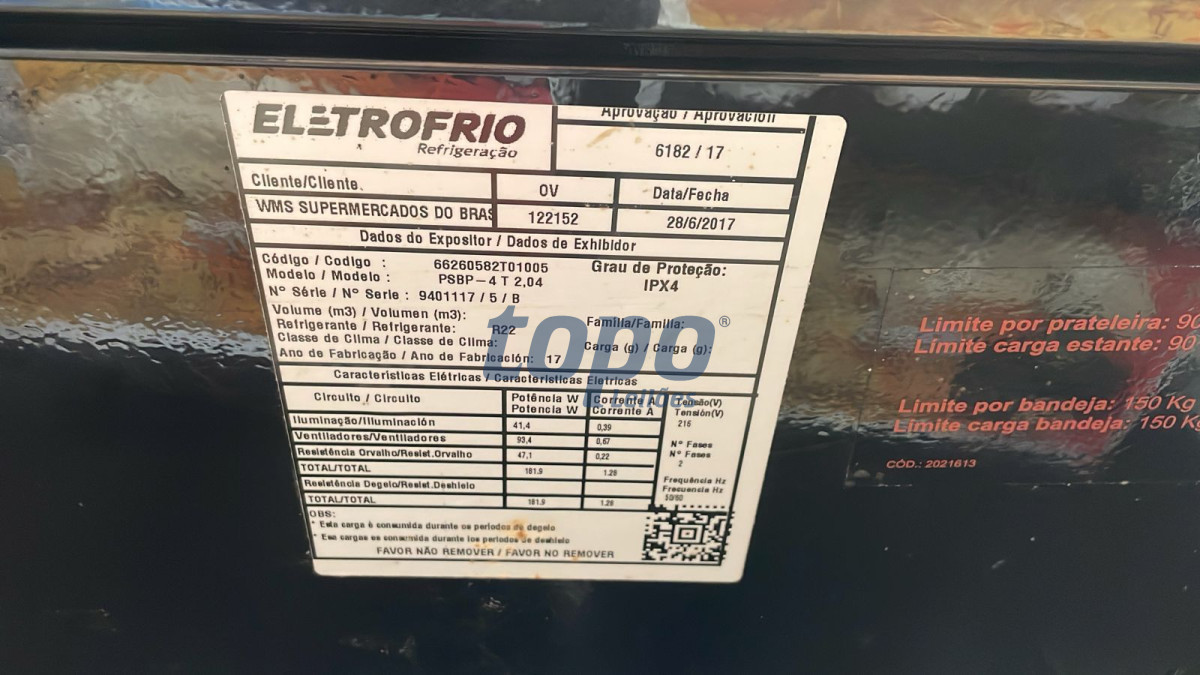 ELETROFRIO
Refrigeração
Aprovação / Aprovación
6182 / 17
Cliente/Cliente.
OV
Data/Fecha
WMS SUPERMERCADOS DO BRAS
122152
28/6/2017
Dados do Expositor / Dados de Exhibidor
Código / Codigo : 66260582T01005
Grau de Proteção:
Modelo / Modelo : PSBP-4 T 2,04
IPX4
N° Série / N° Serie : 9401117 / 5 / B
Volume (m3) / Volumen (m3):
Refrigerante / Refrigerante: R22
Família/Familia:
Classe de Clima / Classe de Clima:
Carga (g) / Carga (g):
Ano de Fabricação / Ano de Fabricación: 17
topo®
Leilões
Características Elétricas / Características Eletricas
Circuito / Circuito
Potência W
Potencia W
Corrente A
Corrente A
Tensão(V)
Tensión(V)
216
Iluminação/Illuminación 41,4 0,39
Ventiladores/Ventiladores 93,4 0,67
N° Fases
N° Fases
2
Resistência Orvalho/Resist.Orvalho 47,1 0,22
TOTAL/TOTAL 181.9 1.28
Resistência Degelo/Resist.Deshielo
Frequência Hz
Frecuencia Hz
50/60
TOTAL/TOTAL 181.9 1.28
OBS:
* Esta carga é consumida durante os períodos de degelo
* Esa cargas es consumida durante los períodos de deshielo
FAVOR NÃO REMOVER / FAVOR NO REMOVER
Limite por prateleira: 90
Limite carga estante: 90
Limite por bandeja: 150 Kg
Limite carga bandeja: 150 Kg
CÓD.: 2021613